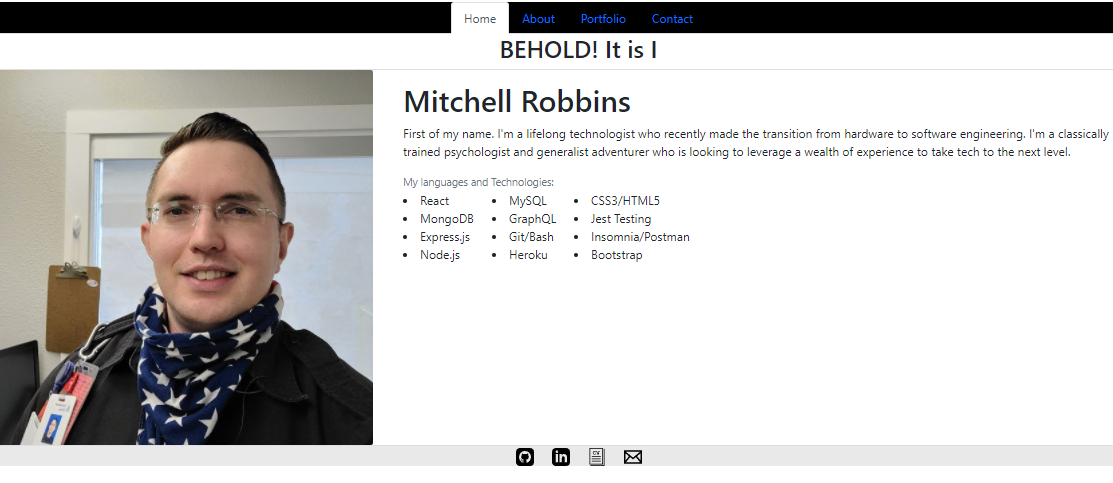 Home About Portfolio Contact
BEHOLD! It is I
Mitchell Robbins
First of my name. I'm a lifelong technologist who recently made the transition from hardware to software engineering. I'm a classically
trained psychologist and generalist adventurer who is looking to leverage a wealth of experience to take tech to the next level.
My languages and Technologies:
• React • MySQL • CSS3/HTML5
• MongoDB • GraphQL • Jest Testing
• Express.js • Git/Bash • Insomnia/Postman
• Node.js • Heroku • Bootstrap
in CV